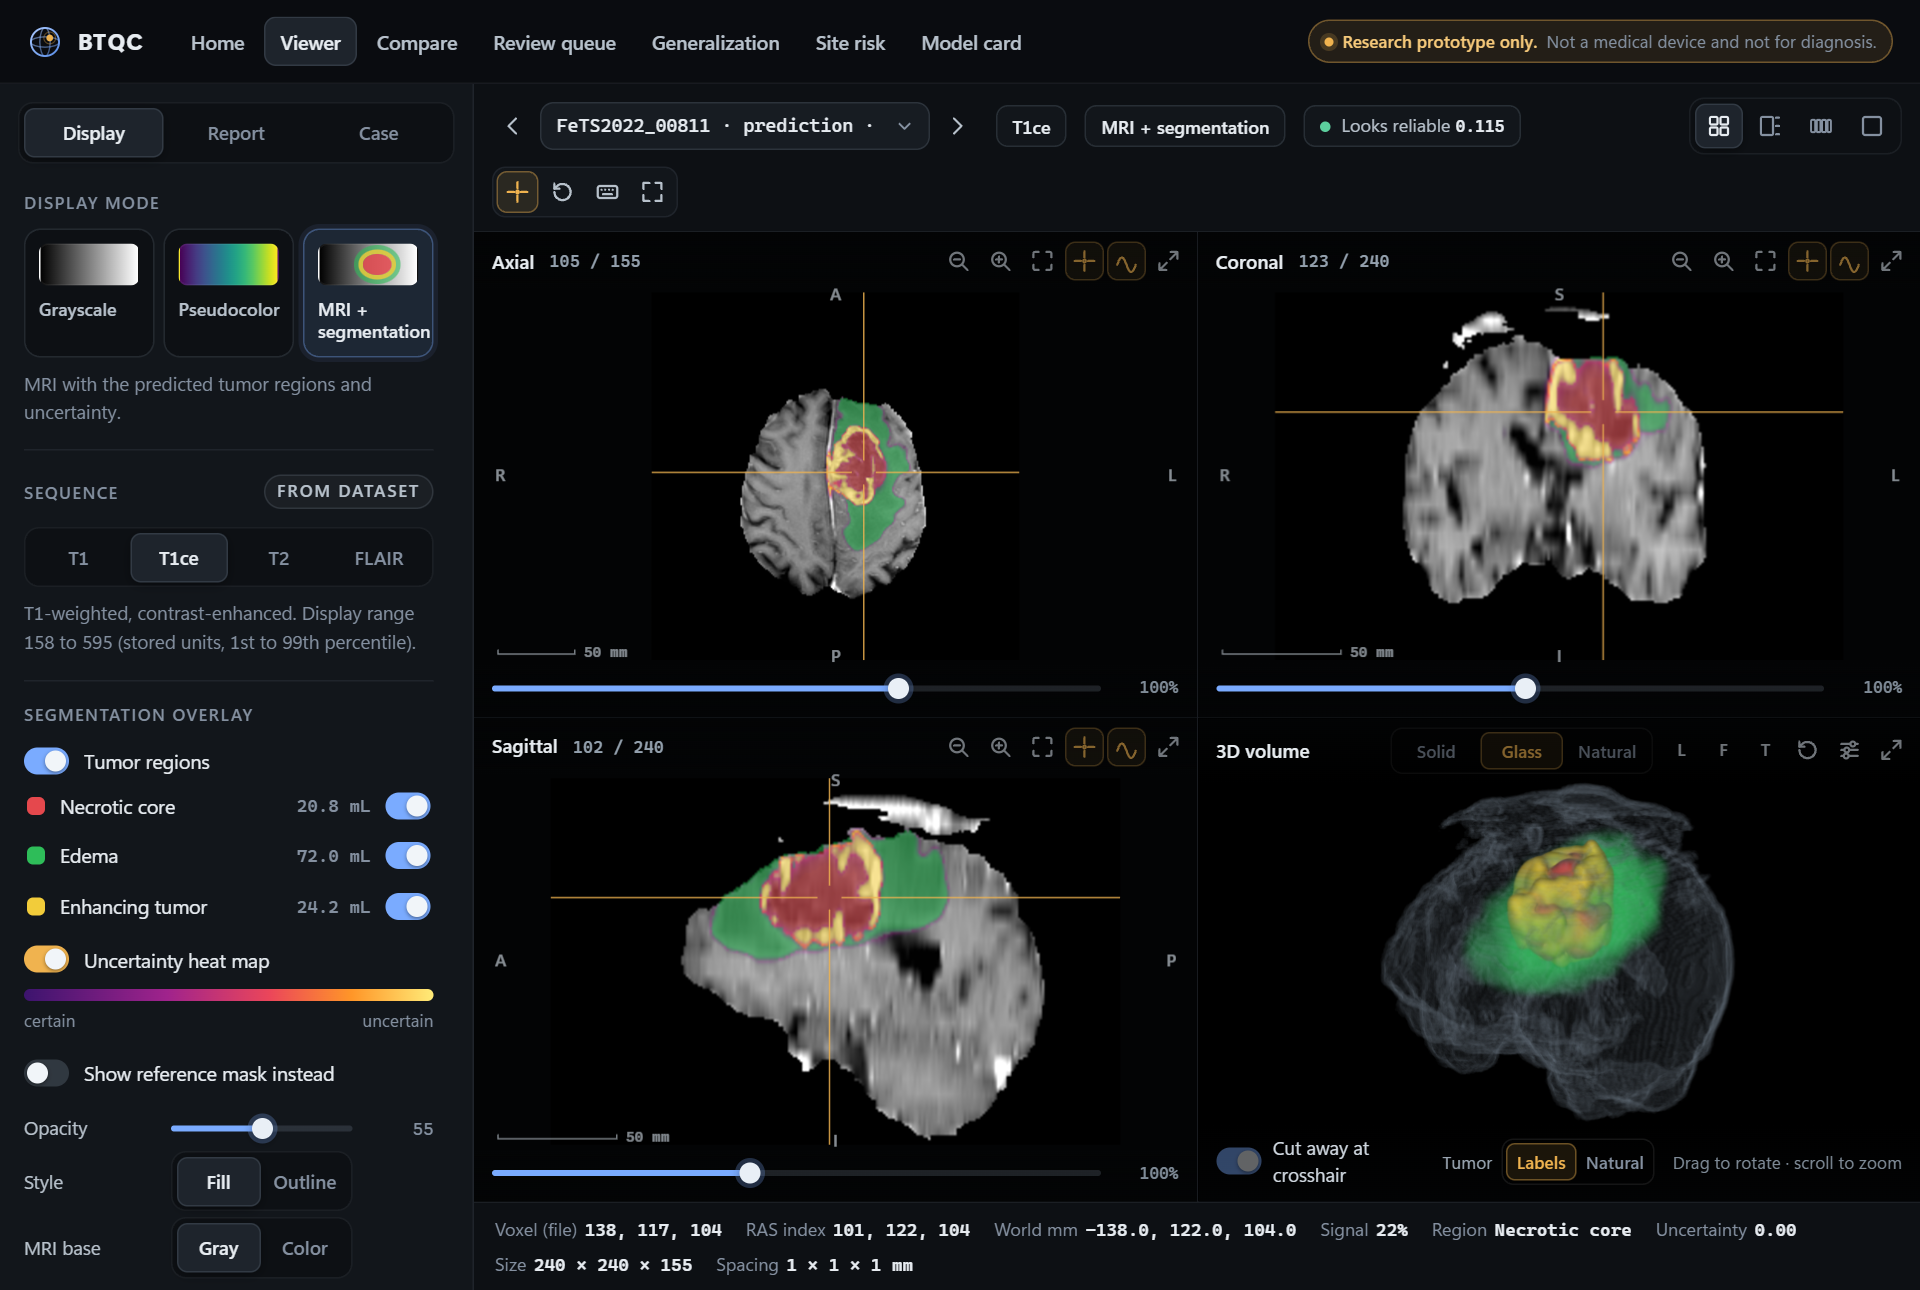 BTQC Home Viewer Compare Review queue Generalization Site risk Model card Research prototype only. Not a medical device and not for diagnosis.
Display Report Case
FeTS2022_00811 · prediction · T1ce MRI + segmentation Looks reliable 0.115
DISPLAY MODE
Grayscale Pseudocolor MRI +
segmentation
MRI with the predicted tumor regions and
uncertainty.
SEQUENCE FROM DATASET
T1 T1ce T2 FLAIR
T1-weighted, contrast-enhanced. Display range
158 to 595 (stored units, 1st to 99th percentile).
SEGMENTATION OVERLAY
Tumor regions
Necrotic core 20.8 mL
Edema 72.0 mL
Enhancing tumor 24.2 mL
Uncertainty heat map
certain uncertain
Show reference mask instead
Opacity 55
Style Fill Outline
MRI base Gray Color
Axial 105 / 155
A
R L
P
50 mm
100%
Coronal 123 / 240
S
R L
I
50 mm
100%
Sagittal 102 / 240
S
A P
I
50 mm
100%
3D volume Solid Glass Natural L F T
Cut away at
crosshair
Tumor Labels Natural Drag to rotate · scroll to zoom
Voxel (file) 138, 117, 104 RAS index 101, 122, 104 World mm −138.0, 122.0, 104.0 Signal 22% Region Necrotic core Uncertainty 0.00
Size 240 × 240 × 155 Spacing 1 × 1 × 1 mm